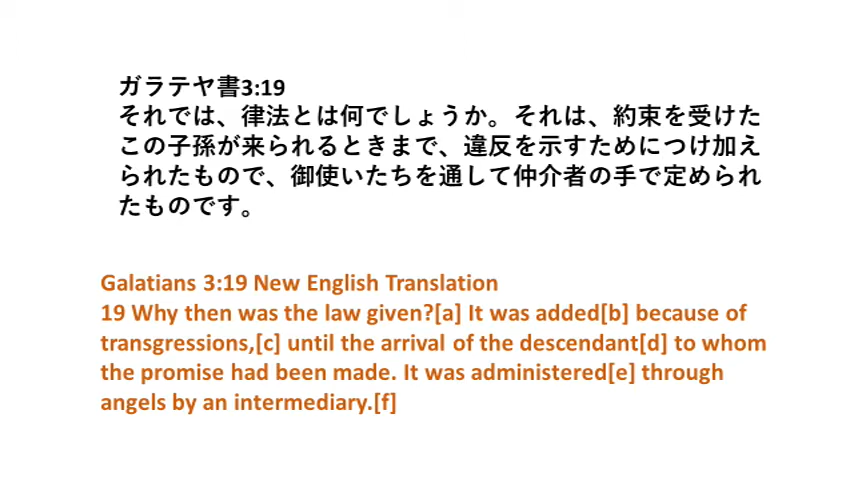 ガラテヤ書3:19
それでは、律法とは何でしょうか。それは、約束を受けた
この子孫が来られるときまで、違反を示すためにつけ加え
られたもので、御使いたちを通して仲介者の手で定められ
たものです。
Galatians 3:19 New English Translation
19 Why then was the law given?[a] It was added[b] because of
transgressions,[c] until the arrival of the descendant[d] to whom
the promise had been made. It was administered[e] through
angels by an intermediary.[f]